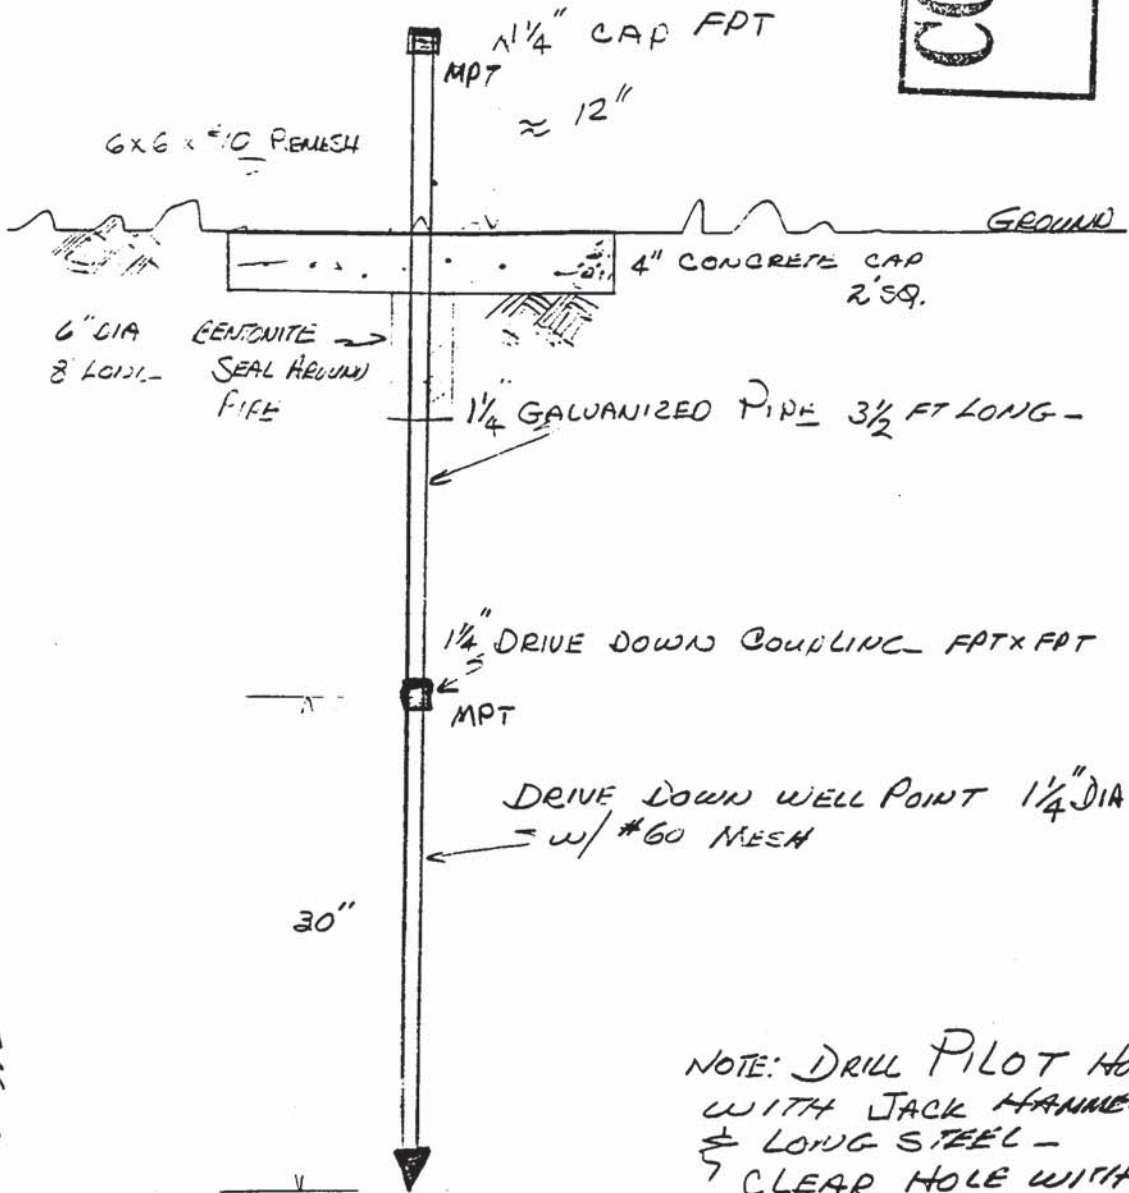 1¼" CAP FPT
MPT
≈ 12"
6x6 x #10 REMESH
GROUND
4" CONCRETE CAP
2' SQ.
6" DIA
BENTONITE
SEAL AROUND
PIPE
1¼" GALVANIZED PIPE 3½ FT LONG-
1¼" DRIVE DOWN COUPLING- FPT x FPT
MPT
DRIVE DOWN WELL POINT 1¼" DIA
w/ #60 MESH
30"
NOTE: DRILL PILOT
WITH JACK
& LONG STEEL -
CLEAR HOLE WITH